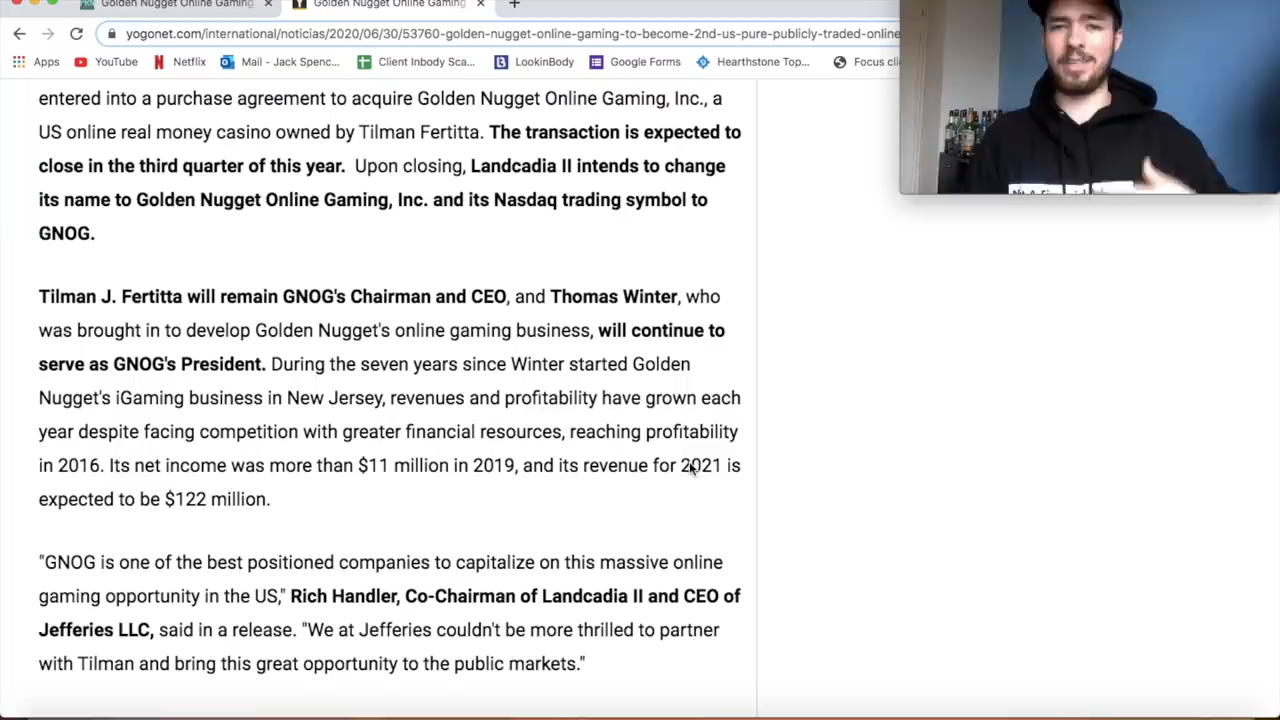 Golden Nugget Online Gaming
Golden Nugget Online Gaming
yogonet.com/international/noticias/2020/06/30/53760-golden-nugget-online-gaming-to-become-2nd-us-pure-publicly-traded-online
Apps YouTube Netflix Mail - Jack Spenc... Client Inbody Sca... LookinBody Google Forms Hearthstone Top... Focus cli
entered into a purchase agreement to acquire Golden Nugget Online Gaming, Inc., a
US online real money casino owned by Tilman Fertitta. The transaction is expected to
close in the third quarter of this year. Upon closing, Landcadia II intends to change
its name to Golden Nugget Online Gaming, Inc. and its Nasdaq trading symbol to
GNOG.
Tilman J. Fertitta will remain GNOG's Chairman and CEO, and Thomas Winter, who
was brought in to develop Golden Nugget's online gaming business, will continue to
serve as GNOG's President. During the seven years since Winter started Golden
Nugget's iGaming business in New Jersey, revenues and profitability have grown each
year despite facing competition with greater financial resources, reaching profitability
in 2016. Its net income was more than $11 million in 2019, and its revenue for 2021 is
expected to be $122 million.
"GNOG is one of the best positioned companies to capitalize on this massive online
gaming opportunity in the US," Rich Handler, Co-Chairman of Landcadia II and CEO of
Jefferies LLC, said in a release. "We at Jefferies couldn't be more thrilled to partner
with Tilman and bring this great opportunity to the public markets."